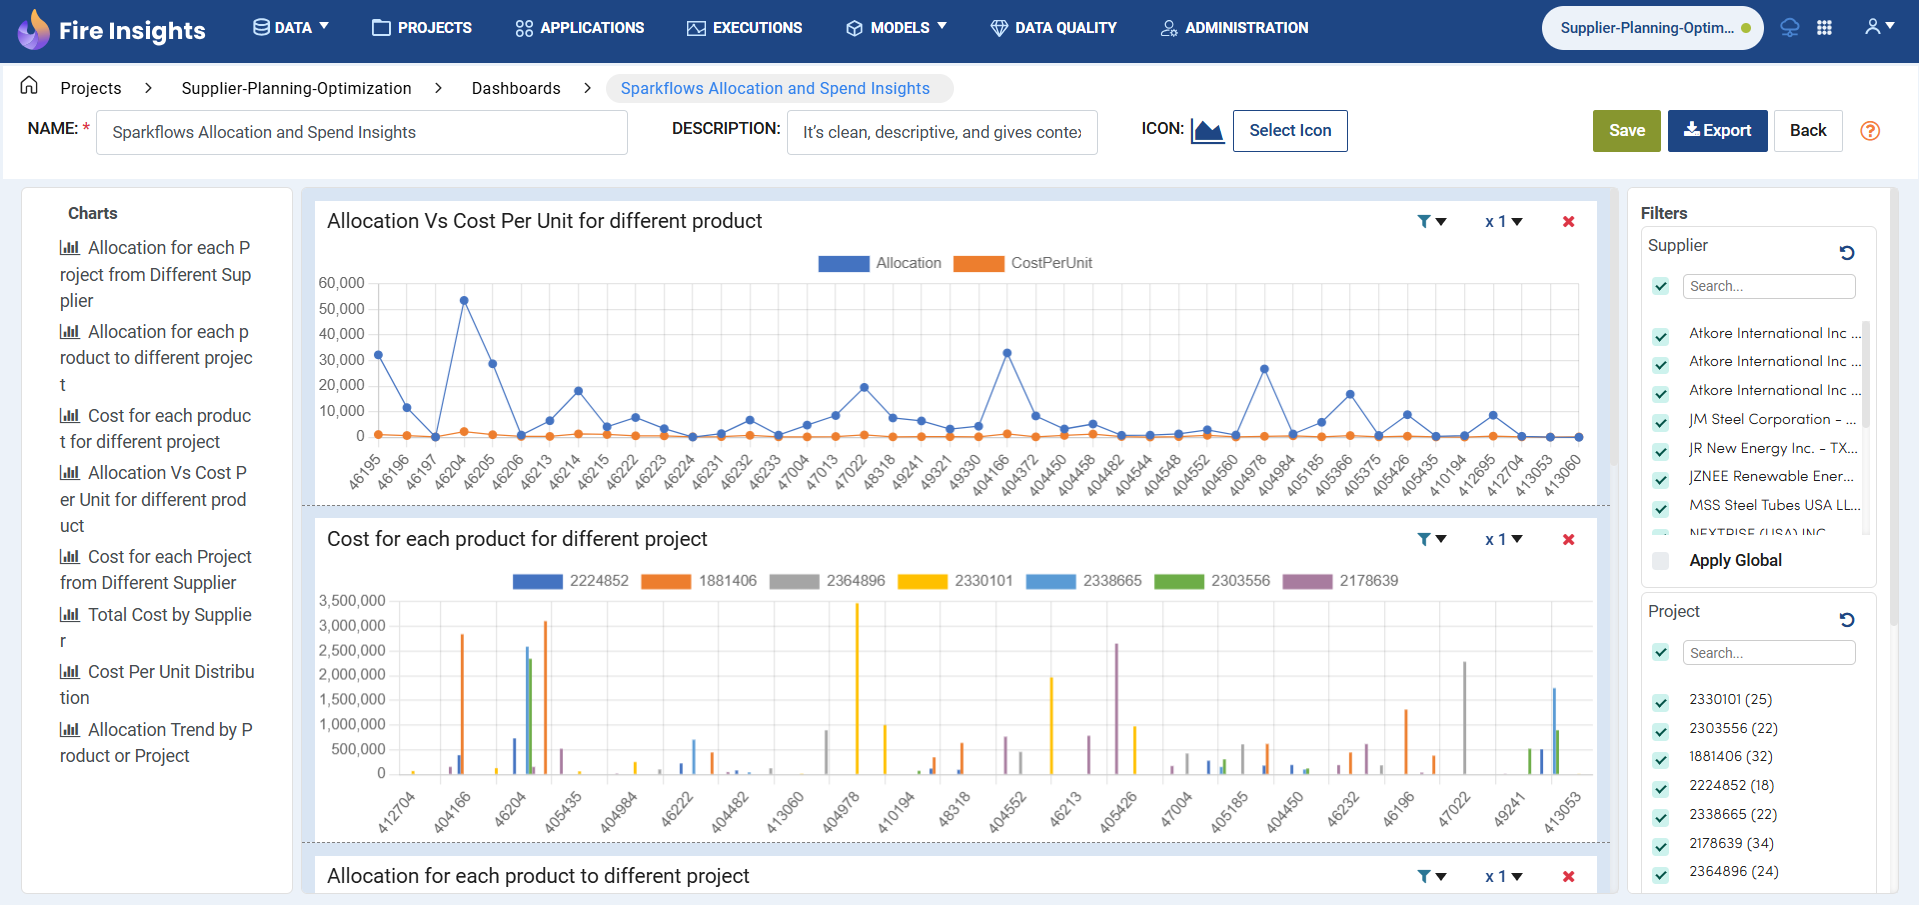 Fire Insights
DATA
PROJECTS
APPLICATIONS
EXECUTIONS
MODELS
DATA QUALITY
ADMINISTRATION
Supplier-Planning-Optim...
Projects
Supplier-Planning-Optimization
Dashboards
Sparkflows Allocation and Spend Insights
NAME: *
Sparkflows Allocation and Spend Insights
DESCRIPTION:
It's clean, descriptive, and gives conte
ICON:
Select Icon
Save
Export
Back
Charts
Allocation for each P
roject from Different Sup
plier
Allocation for each p
roduct to different projec
t
Cost for each produc
t for different project
Allocation Vs Cost P
er Unit for different prod
uct
Cost for each Project
from Different Supplier
Total Cost by Supplie
r
Cost Per Unit Distribu
tion
Allocation Trend by P
roduct or Project
Allocation Vs Cost Per Unit for different product
x 1
Allocation
CostPerUnit
60,000
50,000
40,000
30,000
20,000
10,000
0
46195 46196 46197 46204 46205 46206 46213 46214 46215 46222 46223 46224 46231 46232 46233 47004 47013 47022 48318 49241 49321 49330 404166 404372 404450 404458 404482 404544 404548 404552 404560 404978 404984 405185 405366 405375 405426 405435 410194 412695 412704 413053 413060
Cost for each product for different project
x 1
2224852
1881406
2364896
2330101
2338665
2303556
2178639
3,500,000
3,000,000
2,500,000
2,000,000
1,500,000
1,000,000
500,000
0
412704 404166 46204 405435 404984 46222 404482 413060 404978 410194 48318 404552 46213 405426 47004 405185 404450 46232 46196 47022 49241 413053
Allocation for each product to different project
x 1
Filters
Supplier
Search...
Atkore International Inc ...
Atkore International Inc ...
Atkore International Inc ...
JM Steel Corporation - ...
JR New Energy Inc. - TX...
JZNEE Renewable Ener...
MSS Steel Tubes USA LL...
NEXTRISE (USA) INC
Apply Global
Project
Search...
2330101 (25)
2303556 (22)
1881406 (32)
2224852 (18)
2338665 (22)
2178639 (34)
2364896 (24)